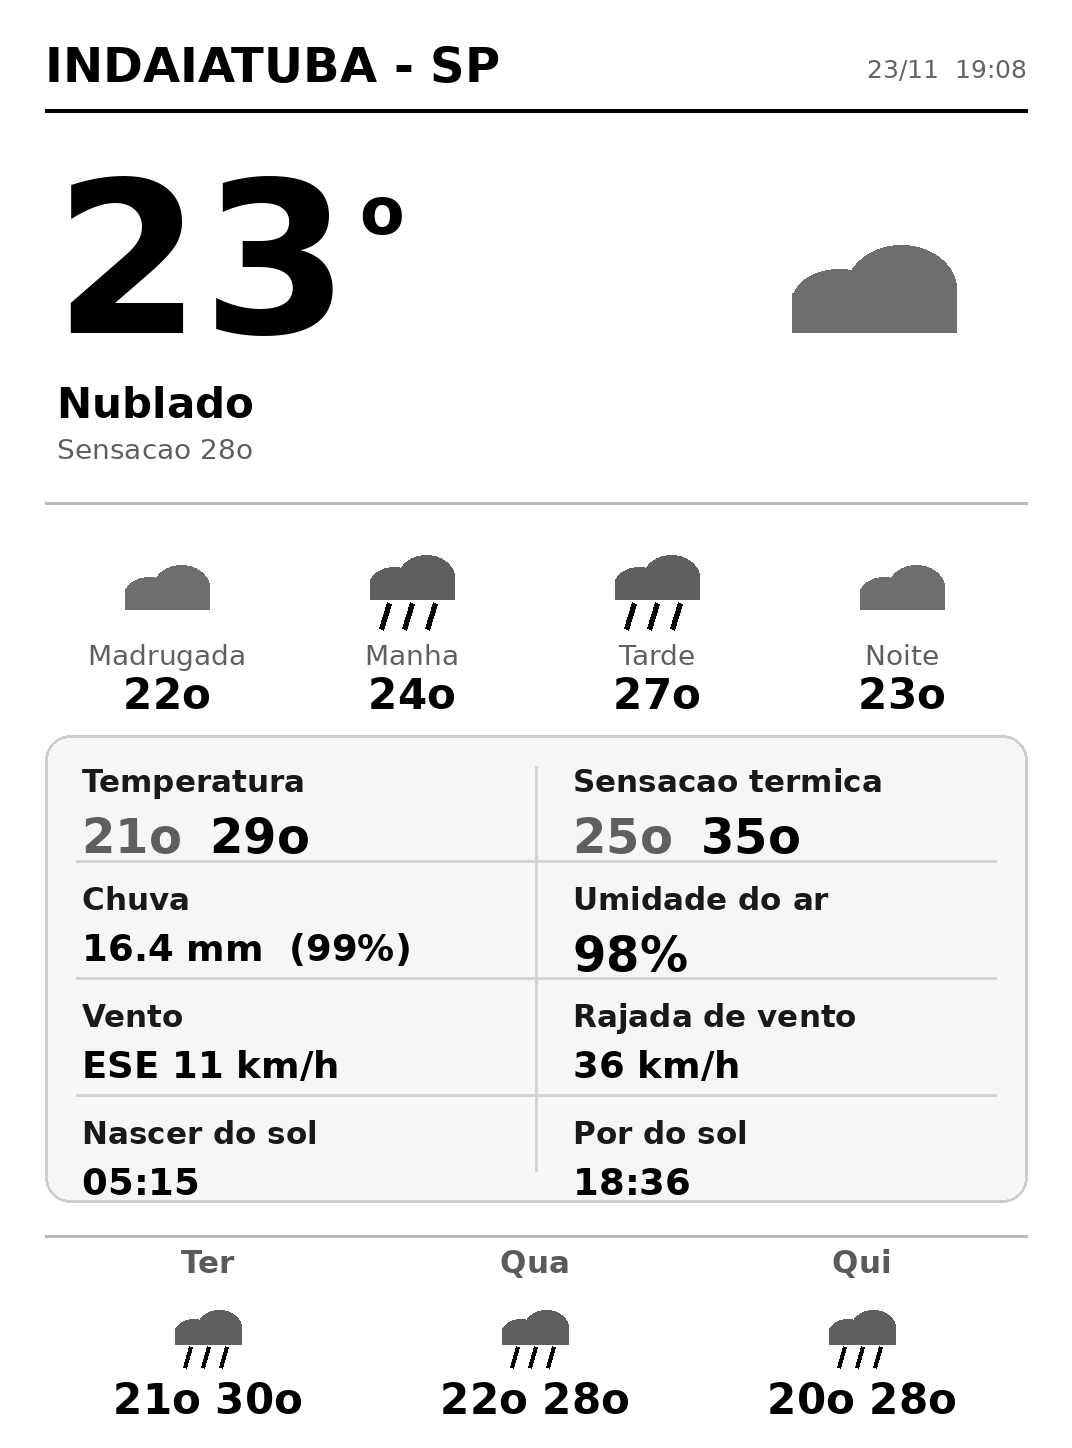 INDAIATUBA - SP 23/11 19:08
23o
Nublado
Sensacao 28o
Madrugada Manha Tarde Noite
22o 24o 27o 23o
Temperatura Sensacao termica
21o 29o 25o 35o
Chuva Umidade do ar
16.4 mm (99%) 98%
Vento Rajada de vento
ESE 11 km/h 36 km/h
Nascer do sol Por do sol
05:15 18:36
Ter Qua Qui
21o 30o 22o 28o 20o 28o